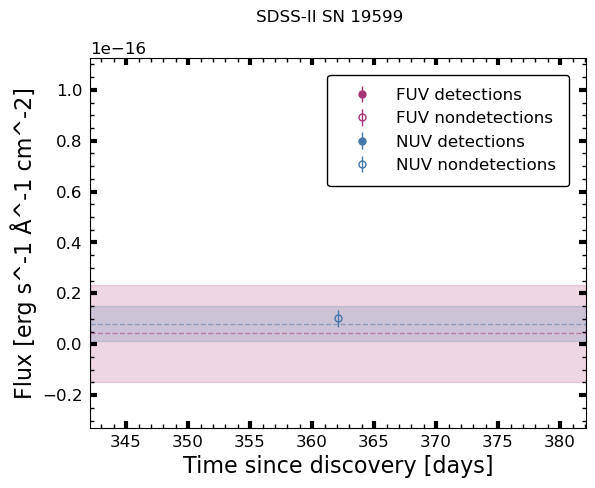 SDSS-II SN 19599
1e−16
FUV detections
FUV nondetections
NUV detections
NUV nondetections
1.0
0.8
0.6
0.4
0.2
0.0
−0.2
Flux [erg s^-1 Å^-1 cm^-2]
345 350 355 360 365 370 375 380
Time since discovery [days]